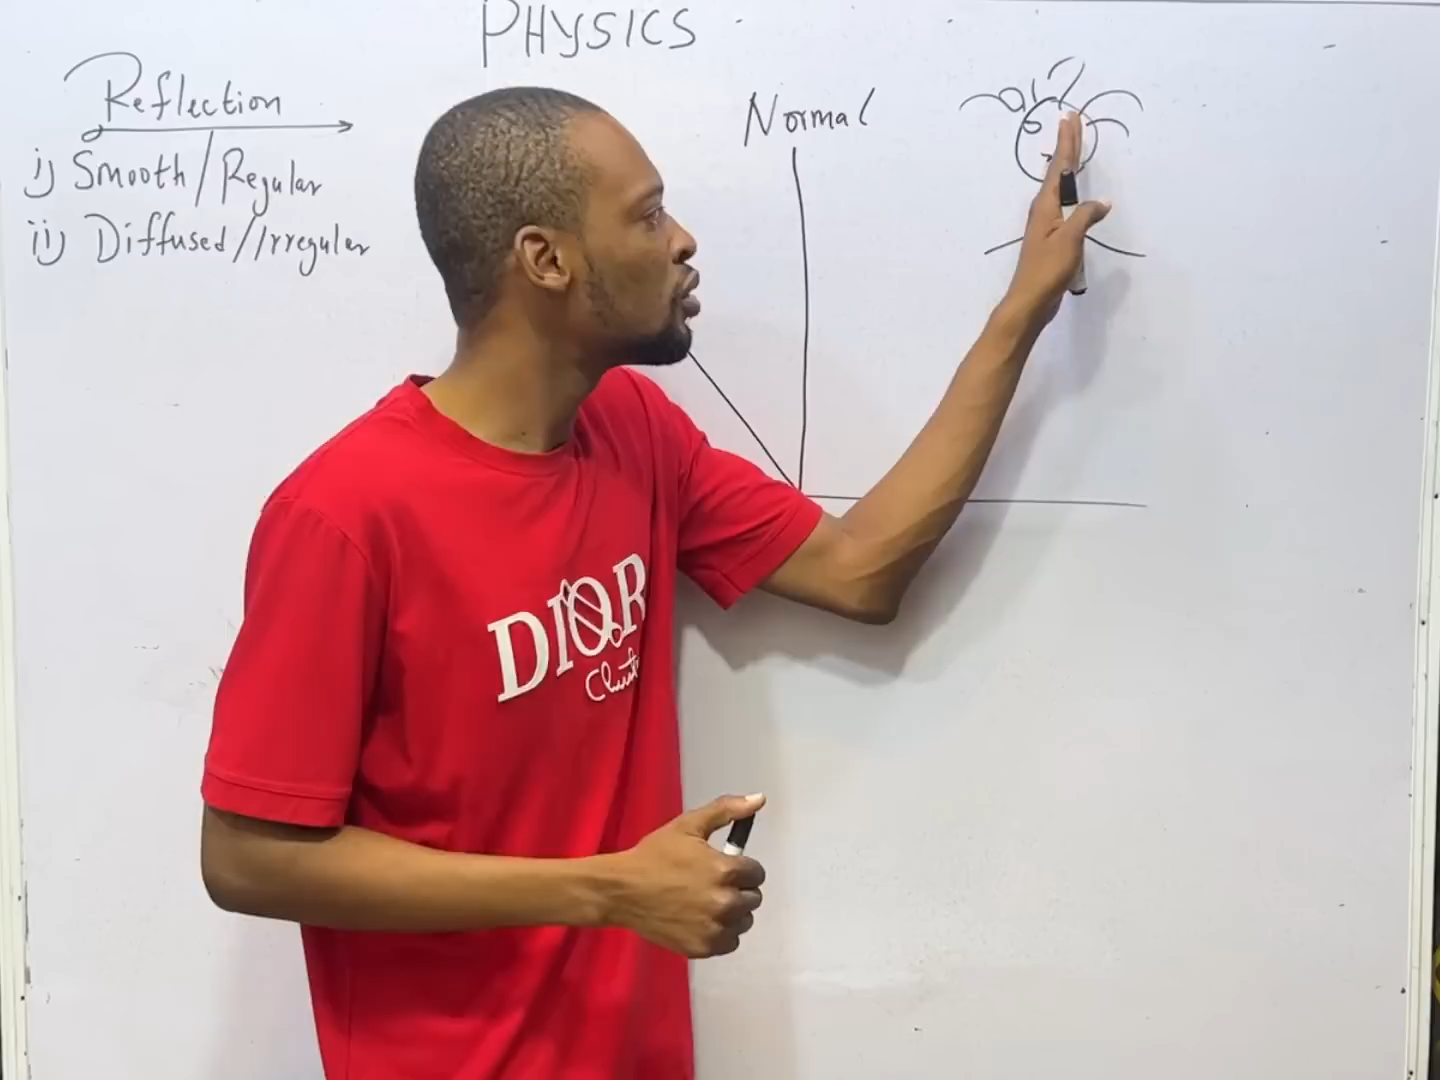 PHYSICS
Reflection
i) Smooth/Regular
ii) Diffused/Irregular
Normal
DIOR